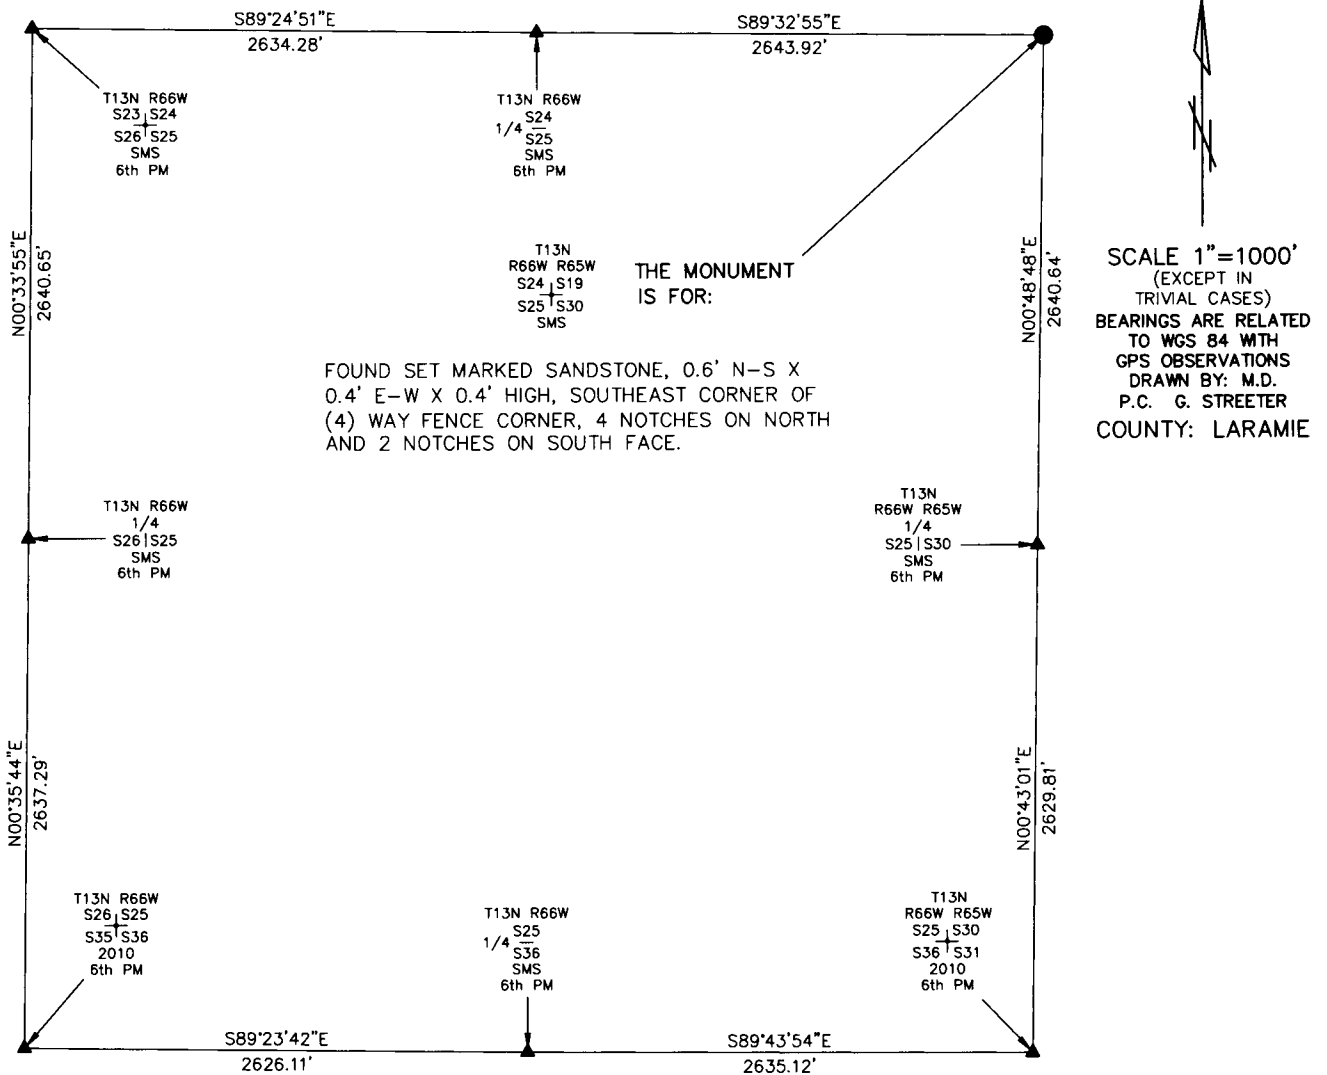 S89°24'51"E
2634.28'
S89°32'55"E
2643.92'
T13N R66W
S23 S24
S26 S25
SMS
6th PM
T13N R66W
S24
1/4
S25
SMS
6th PM
N00°33'55"E
2640.65'
T13N
R66W R65W
S24 S19
S25 S30
SMS
THE MONUMENT
IS FOR:
N00°48'48"E
2640.64'
N
SCALE 1"=1000'
(EXCEPT IN
TRIVIAL CASES)
BEARINGS ARE RELATED
TO WGS 84 WITH
GPS OBSERVATIONS
DRAWN BY: M.D.
P.C. G. STREETER
COUNTY: LARAMIE
FOUND SET MARKED SANDSTONE, 0.6' N-S X
0.4' E-W X 0.4' HIGH, SOUTHEAST CORNER OF
(4) WAY FENCE CORNER, 4 NOTCHES ON NORTH
AND 2 NOTCHES ON SOUTH FACE.
T13N R66W
1/4
S26|S25
SMS
6th PM
T13N
R66W R65W
1/4
S25|S30
SMS
6th PM
N00°35'44"E
2637.29'
N00°43'01"E
2629.81'
T13N R66W
S26 S25
S35 S36
2010
6th PM
T13N R66W
S25
1/4
S36
SMS
6th PM
T13N
R66W R65W
S25 S30
S36 S31
2010
6th PM
S89°23'42"E
2626.11'
S89°43'54"E
2635.12'